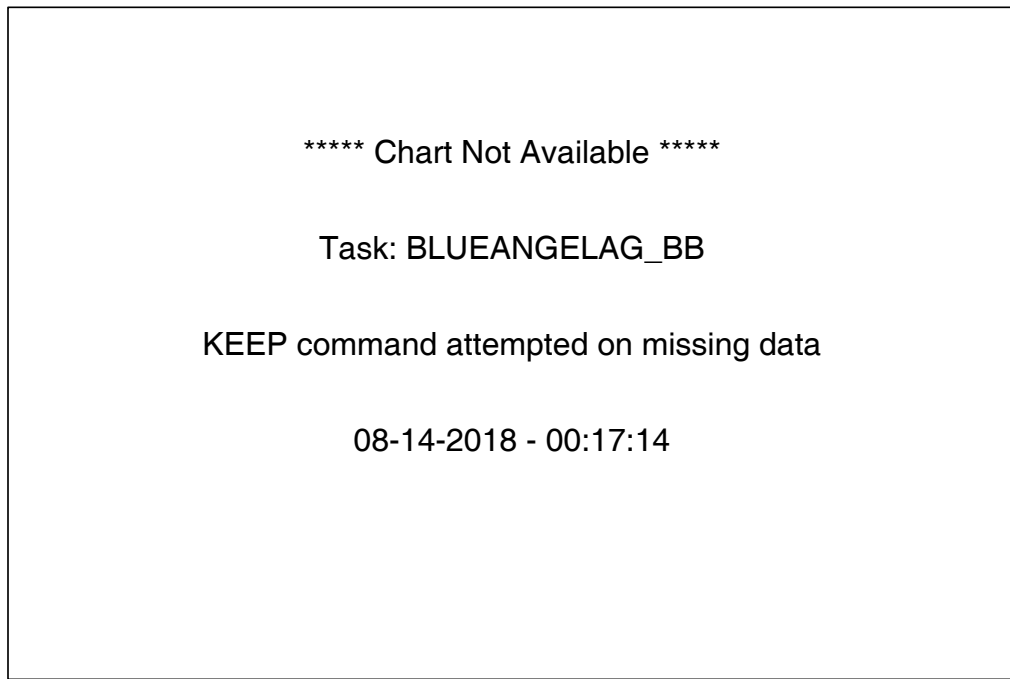 ***** Chart Not Available *****
Task: BLUEANGELAG_BB
KEEP command attempted on missing data
08-14-2018 - 00:17:14